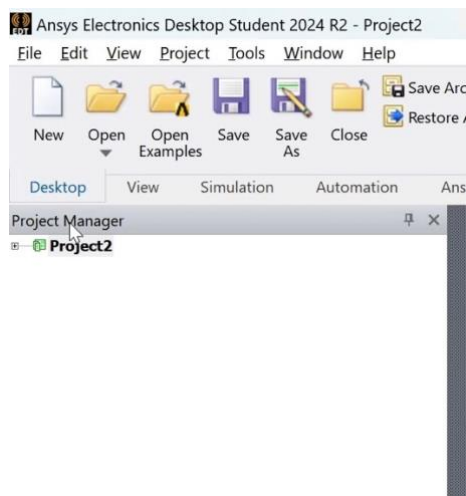 Ansys Electronics Desktop Student 2024 R2 - Project2
File Edit View Project Tools Window Help
New Open Open Examples Save Save As Close
Save Arc
Restore
Desktop View Simulation Automation Ans
Project Manager
Project2